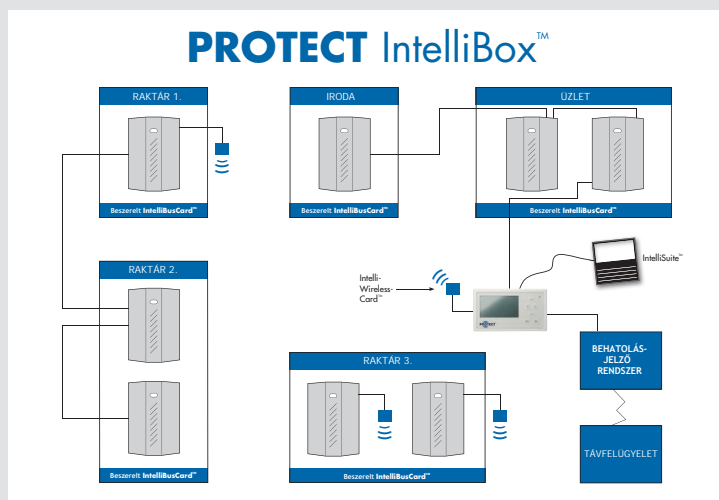 PROTECT IntelliBox™
RAKTÁR 1.
Beszerelt IntelliBusCard™
IRODA
Beszerelt IntelliBusCard™
ÜZLET
Beszerelt IntelliBusCard™
RAKTÁR 2.
Beszerelt IntelliBusCard™
Intelli-
Wireless-
Card™
IntelliSuite™
PROTECT
RAKTÁR 3.
Beszerelt IntelliBusCard™
BEHATOLÁS-
JELZŐ
RENDSZER
TÁVFELÜGYELET